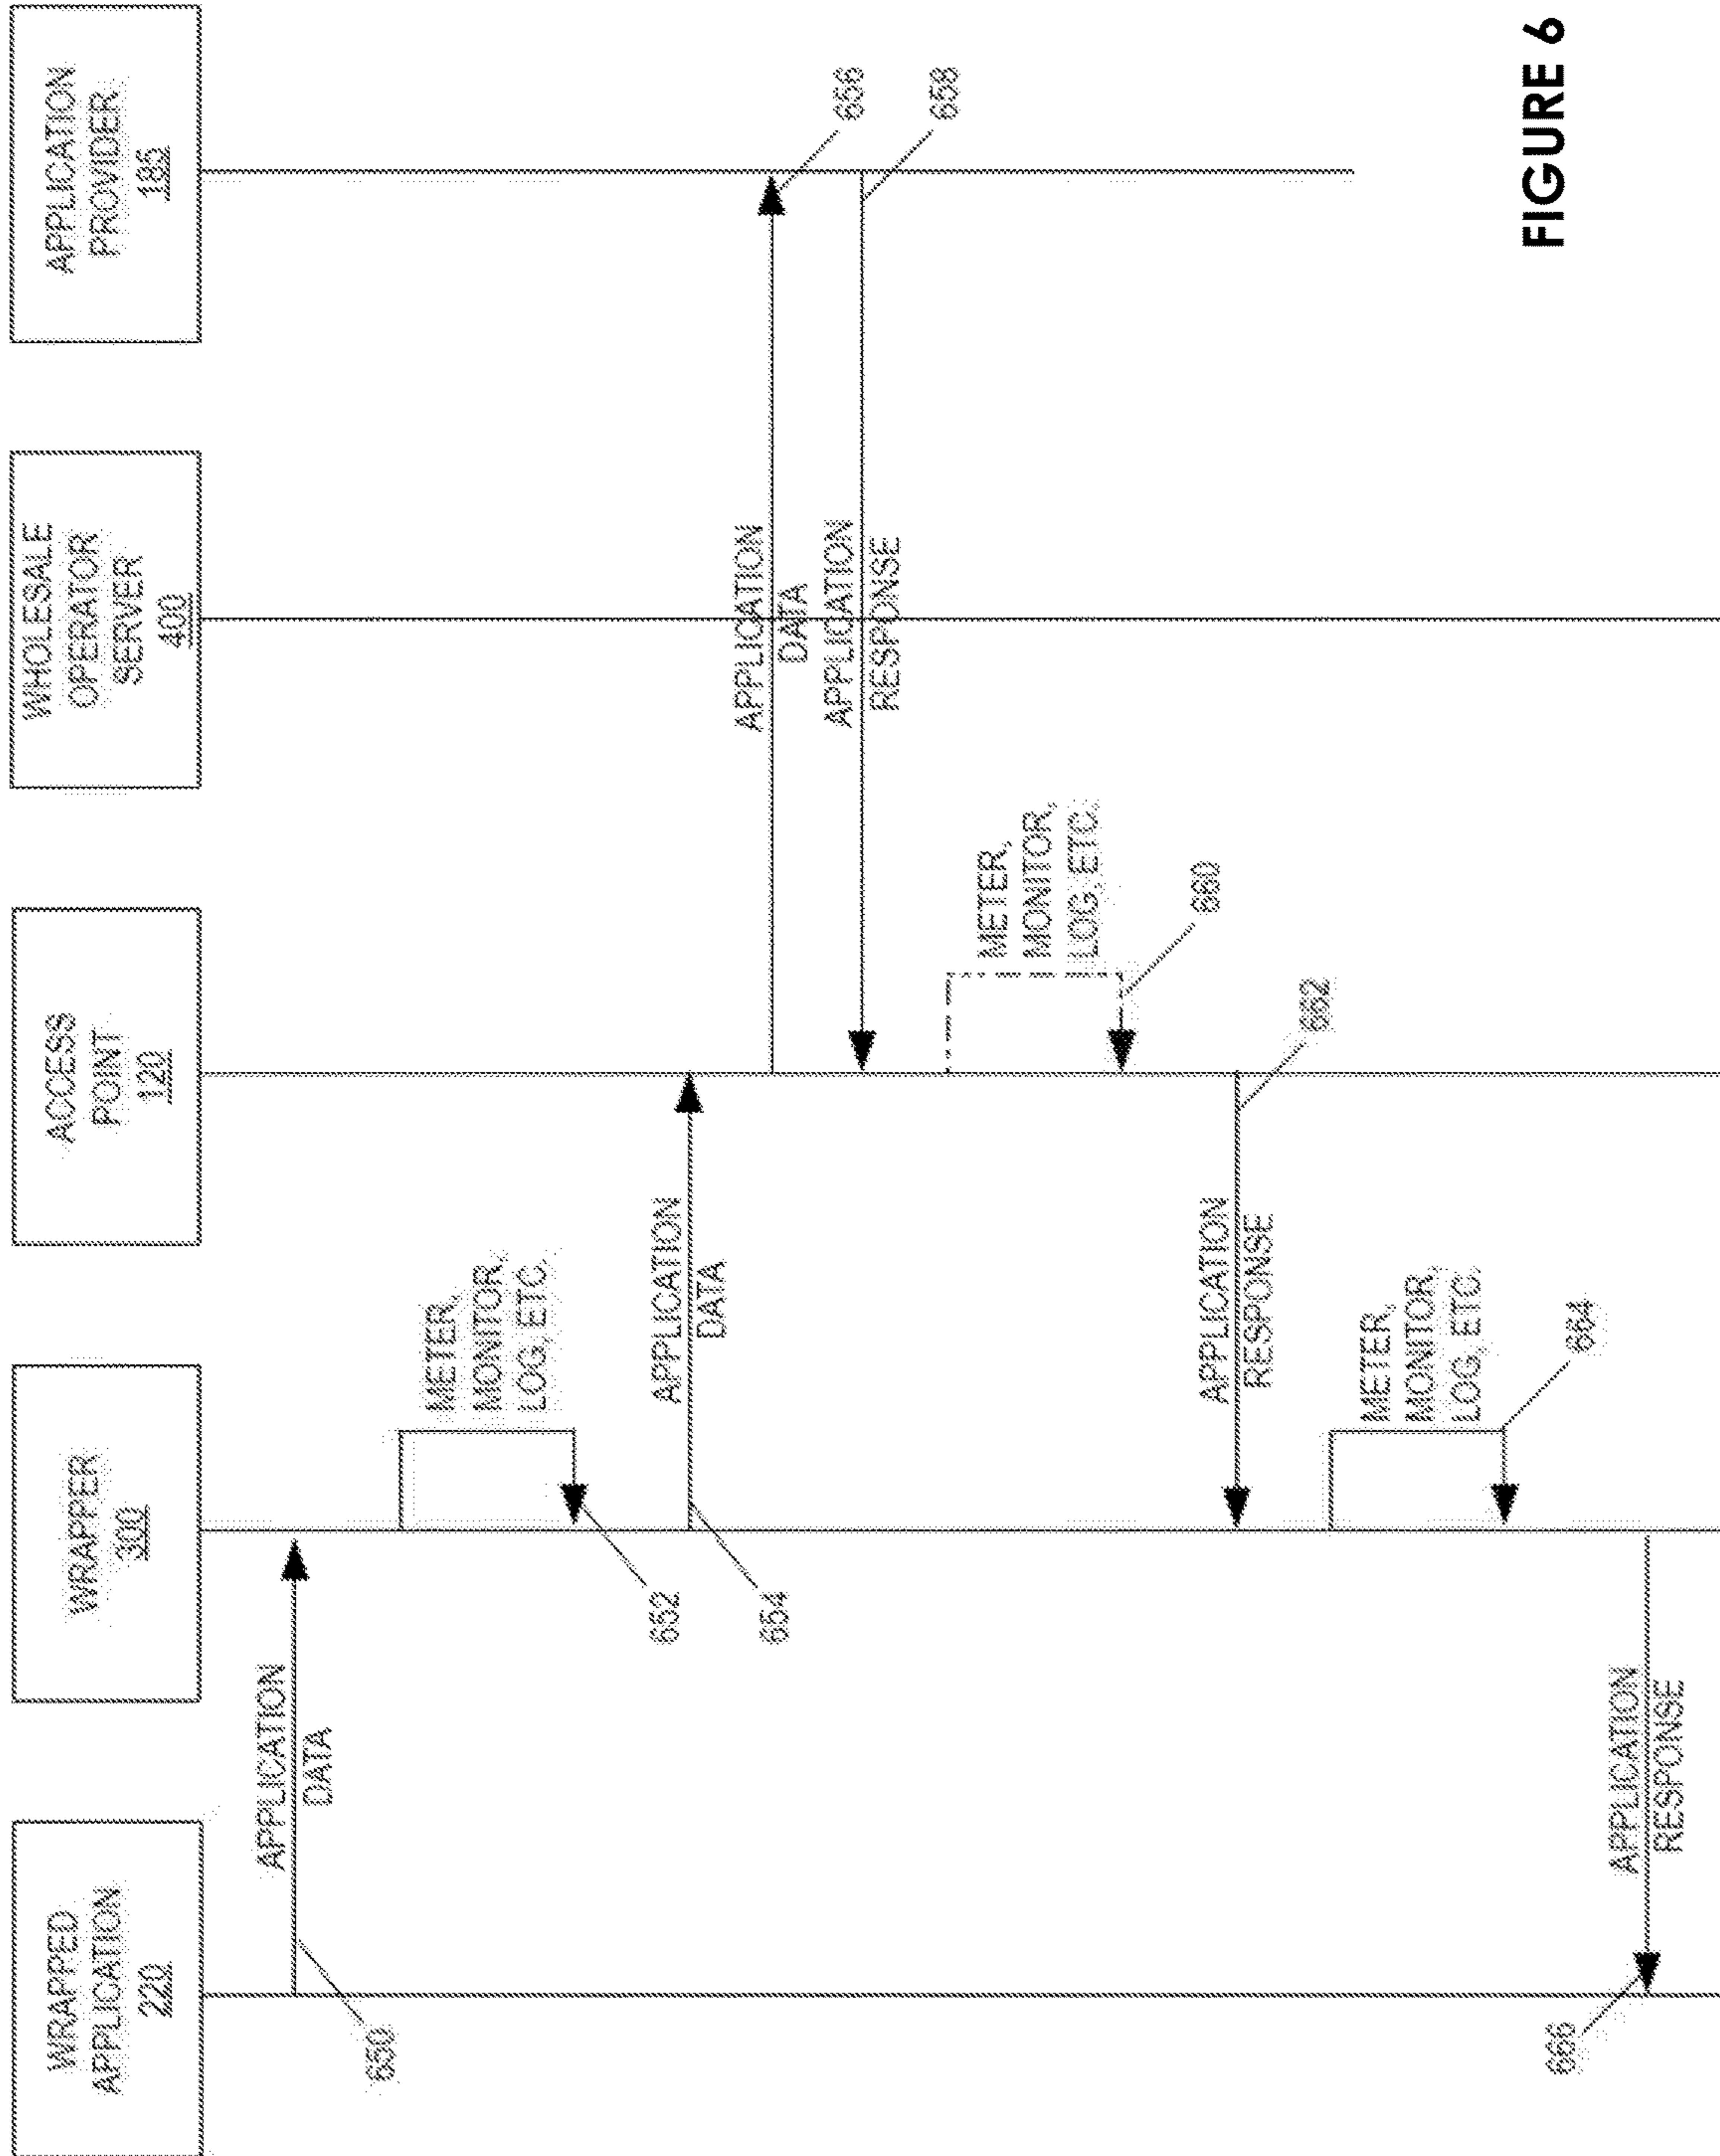 WRAPPED
APPLICATION
220
WRAPPER
300
ACCESS
POINT
120
WHOLESALE
OPERATOR
SERVER
400
APPLICATION
PROVIDER
185
APPLICATION
DATA
650
METER,
MONITOR,
LOG, ETC.
652
APPLICATION
DATA
654
APPLICATION
DATA
656
APPLICATION
RESPONSE
658
METER,
MONITOR,
LOG, ETC.
660
APPLICATION
RESPONSE
662
METER,
MONITOR,
LOG, ETC.
664
APPLICATION
RESPONSE
666
FIGURE 6